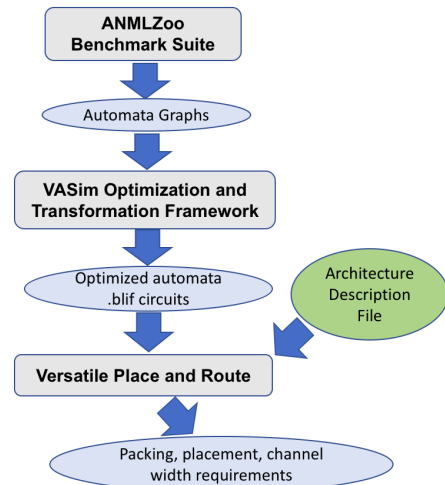 ANMLZoo
Benchmark Suite
Automata Graphs
VASim Optimization and
Transformation Framework
Optimized automata
.blif circuits
Architecture
Description
File
Versatile Place and Route
Packing, placement, channel
width requirements